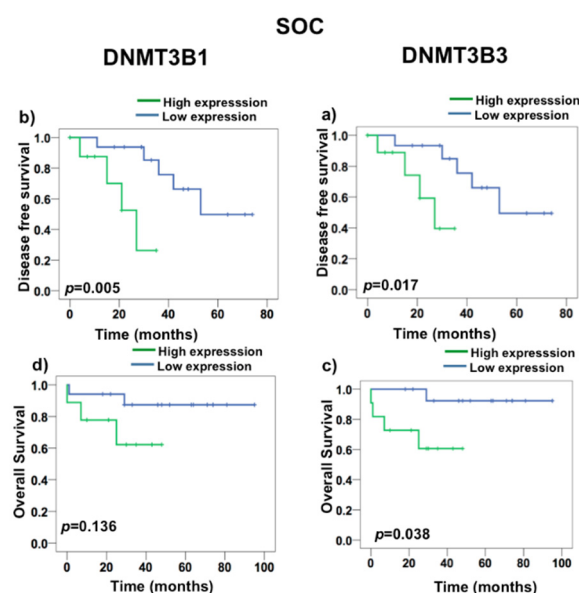 SOC
DNMT3B1
DNMT3B3
b)
High expresssion
Low expression
1.0
0.8
0.6
0.4
0.2
0.0
Disease free survival
p=0.005
0 20 40 60 80
Time (months)
a)
High expresssion
Low expression
1.0
0.8
0.6
0.4
0.2
0.0
Disease free survival
p=0.017
0 20 40 60 80
Time (months)
d)
High expresssion
Low expression
1.0
0.8
0.6
0.4
0.2
0.0
Overall Survival
p=0.136
0 20 40 60 80 100
Time (months)
c)
High expresssion
Low expression
1.0
0.8
0.6
0.4
0.2
0.0
Overall Survival
p=0.038
0 20 40 60 80 100
Time (months)